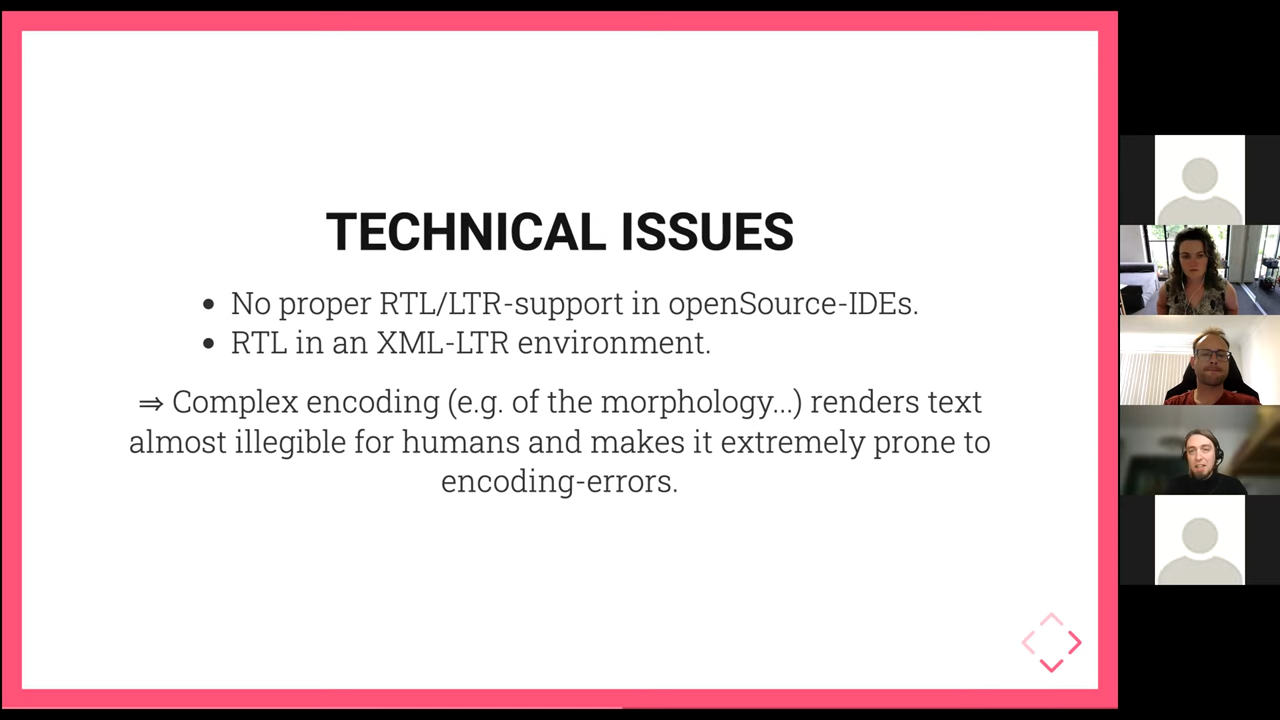 TECHNICAL ISSUES
• No proper RTL/LTR-support in openSource-IDEs.
• RTL in an XML-LTR environment.
⇒ Complex encoding (e.g. of the morphology...) renders text
almost illegible for humans and makes it extremely prone to
encoding-errors.